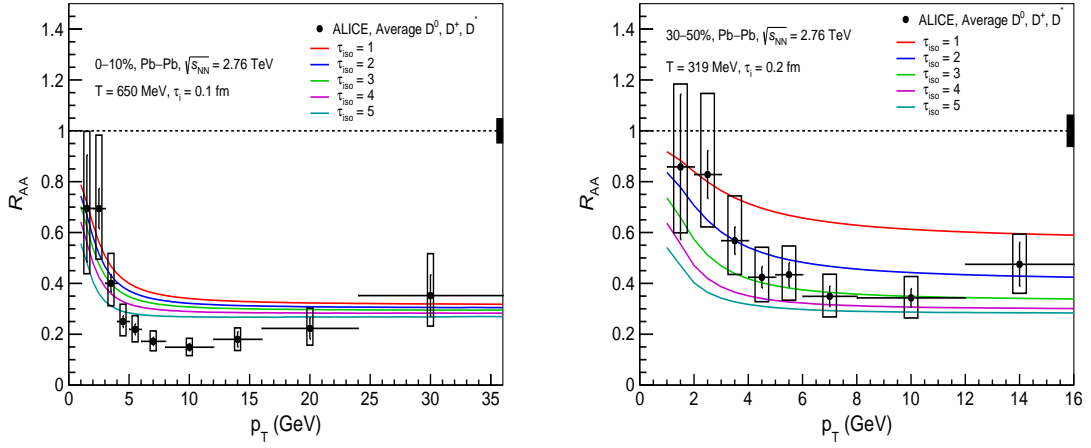 1.4
1.2
1
0.8
0.6
0.4
0.2
0
R_AA
ALICE, Average D⁰, D⁺, D*
τ_iso = 1
τ_iso = 2
τ_iso = 3
τ_iso = 4
τ_iso = 5
0–10%, Pb–Pb, √s_NN = 2.76 TeV
T = 650 MeV, τ_i = 0.1 fm
0 5 10 15 20 25 30 35
p_T (GeV)
1.4
1.2
1
0.8
0.6
0.4
0.2
0
R_AA
ALICE, Average D⁰, D⁺, D*
τ_iso = 1
τ_iso = 2
τ_iso = 3
τ_iso = 4
τ_iso = 5
30–50%, Pb–Pb, √s_NN = 2.76 TeV
T = 319 MeV, τ_i = 0.2 fm
0 2 4 6 8 10 12 14 16
p_T (GeV)